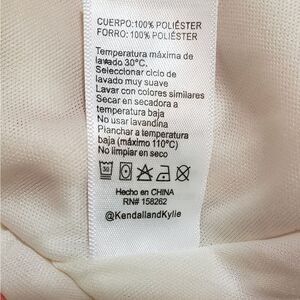 CUERPO:100% POLIÉSTER
FORRO: 100% POLIÉSTER
Temperatura máxima de
lavado 30°C.
Seleccionar ciclo de
lavado muy suave
Lavar con colores similares
Secar en secadora a
temperatura baja
No usar lavandina
Planchar a temperatura
baja (máximo 110°C)
No limpiar en seco
30
Hecho en CHINA
RN# 158262
@KendallandKylie